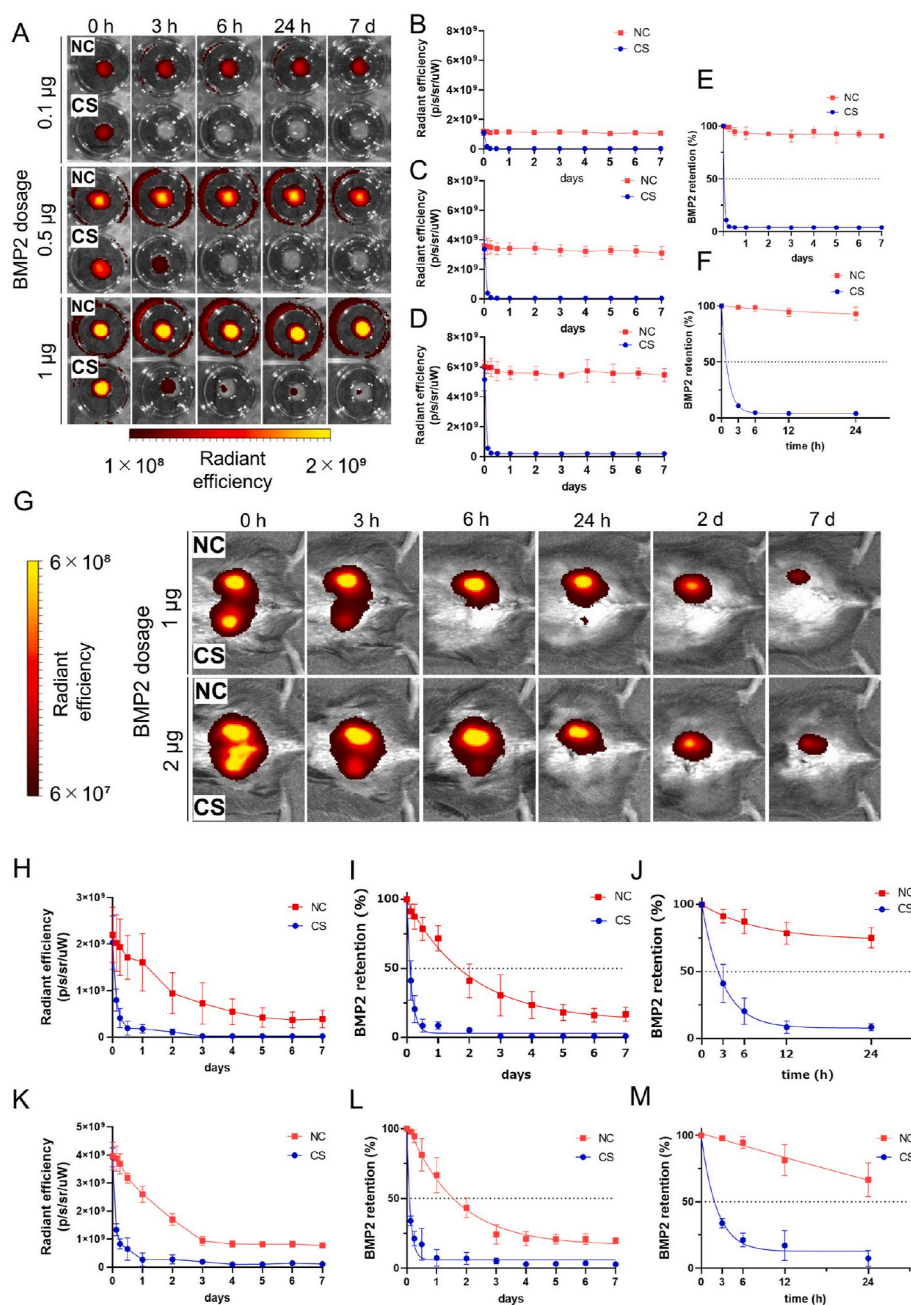 A
0 h
3 h
6 h
24 h
7 d
BMP2 dosage
0.1 µg
NC
CS
0.5 µg
NC
CS
1 µg
NC
CS
1×10⁸
Radiant
efficiency
2×10⁹
B
Radiant efficiency
(p/s/sr/uW)
8×10⁹
6×10⁹
4×10⁹
2×10⁹
0
0 1 2 3 4 5 6 7
days
NC
CS
C
Radiant efficiency
(p/s/sr/uW)
8×10⁹
6×10⁹
4×10⁹
2×10⁹
0
0 1 2 3 4 5 6 7
days
NC
CS
D
Radiant efficiency
(p/s/sr/uW)
8×10⁹
6×10⁹
4×10⁹
2×10⁹
0
0 1 2 3 4 5 6 7
days
NC
CS
E
BMP2 retention (%)
100
50
0
1 2 3 4 5 6 7
days
NC
CS
F
BMP2 retention (%)
100
50
0
0 3 6 12 24
time (h)
NC
CS
G
6×10⁸
Radiant
efficiency
6×10⁷
0 h
3 h
6 h
24 h
2 d
7 d
BMP2 dosage
1 µg
NC
CS
2 µg
NC
CS
H
Radiant efficiency
(p/s/sr/uW)
3×10⁹
2×10⁹
1×10⁹
0
0 1 2 3 4 5 6 7
days
NC
CS
I
BMP2 retention (%)
100
50
0
0 1 2 3 4 5 6 7
days
NC
CS
J
BMP2 retention (%)
100
50
0
0 3 6 12 24
time (h)
NC
CS
K
Radiant efficiency
(p/s/sr/uW)
5×10⁹
4×10⁹
3×10⁹
2×10⁹
1×10⁹
0
0 1 2 3 4 5 6 7
days
NC
CS
L
BMP2 retention (%)
100
50
0
0 1 2 3 4 5 6 7
days
NC
CS
M
BMP2 retention (%)
100
50
0
0 3 6 12 24
time (h)
NC
CS